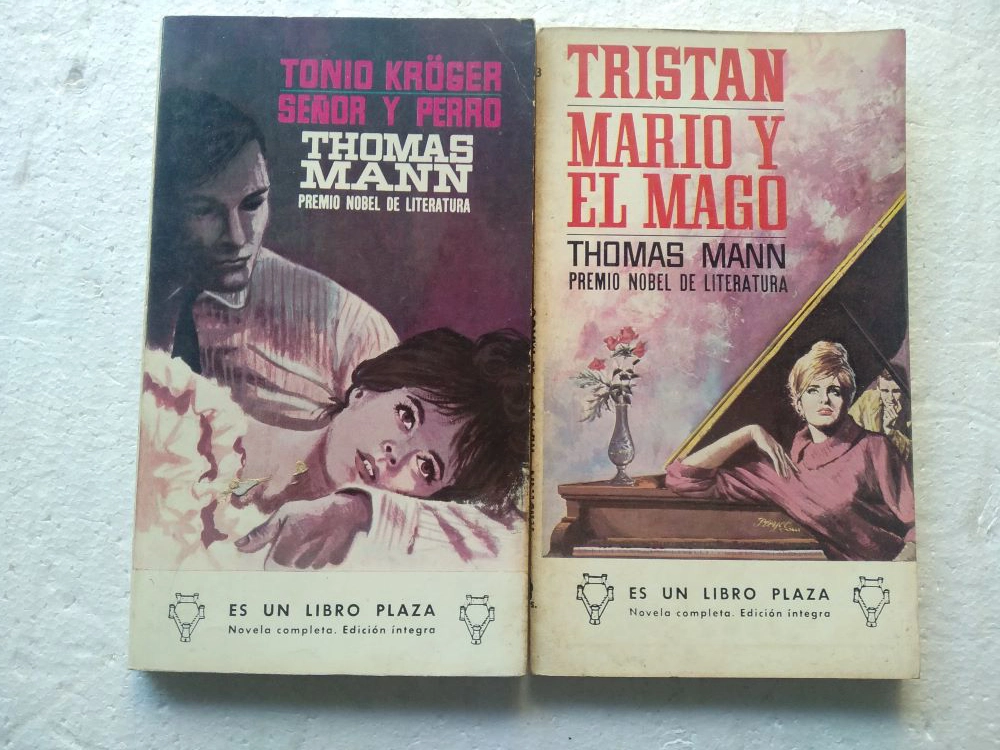 TONIO KRÖGER
SEÑOR Y PERRO
THOMAS
MANN
PREMIO NOBEL DE LITERATURA
ES UN LIBRO PLAZA
Novela completa. Edición íntegra
TRISTAN
MARIO Y
EL MAGO
THOMAS MANN
PREMIO NOBEL DE LITERATURA
ES UN LIBRO PLAZA
Novela completa. Edición íntegra